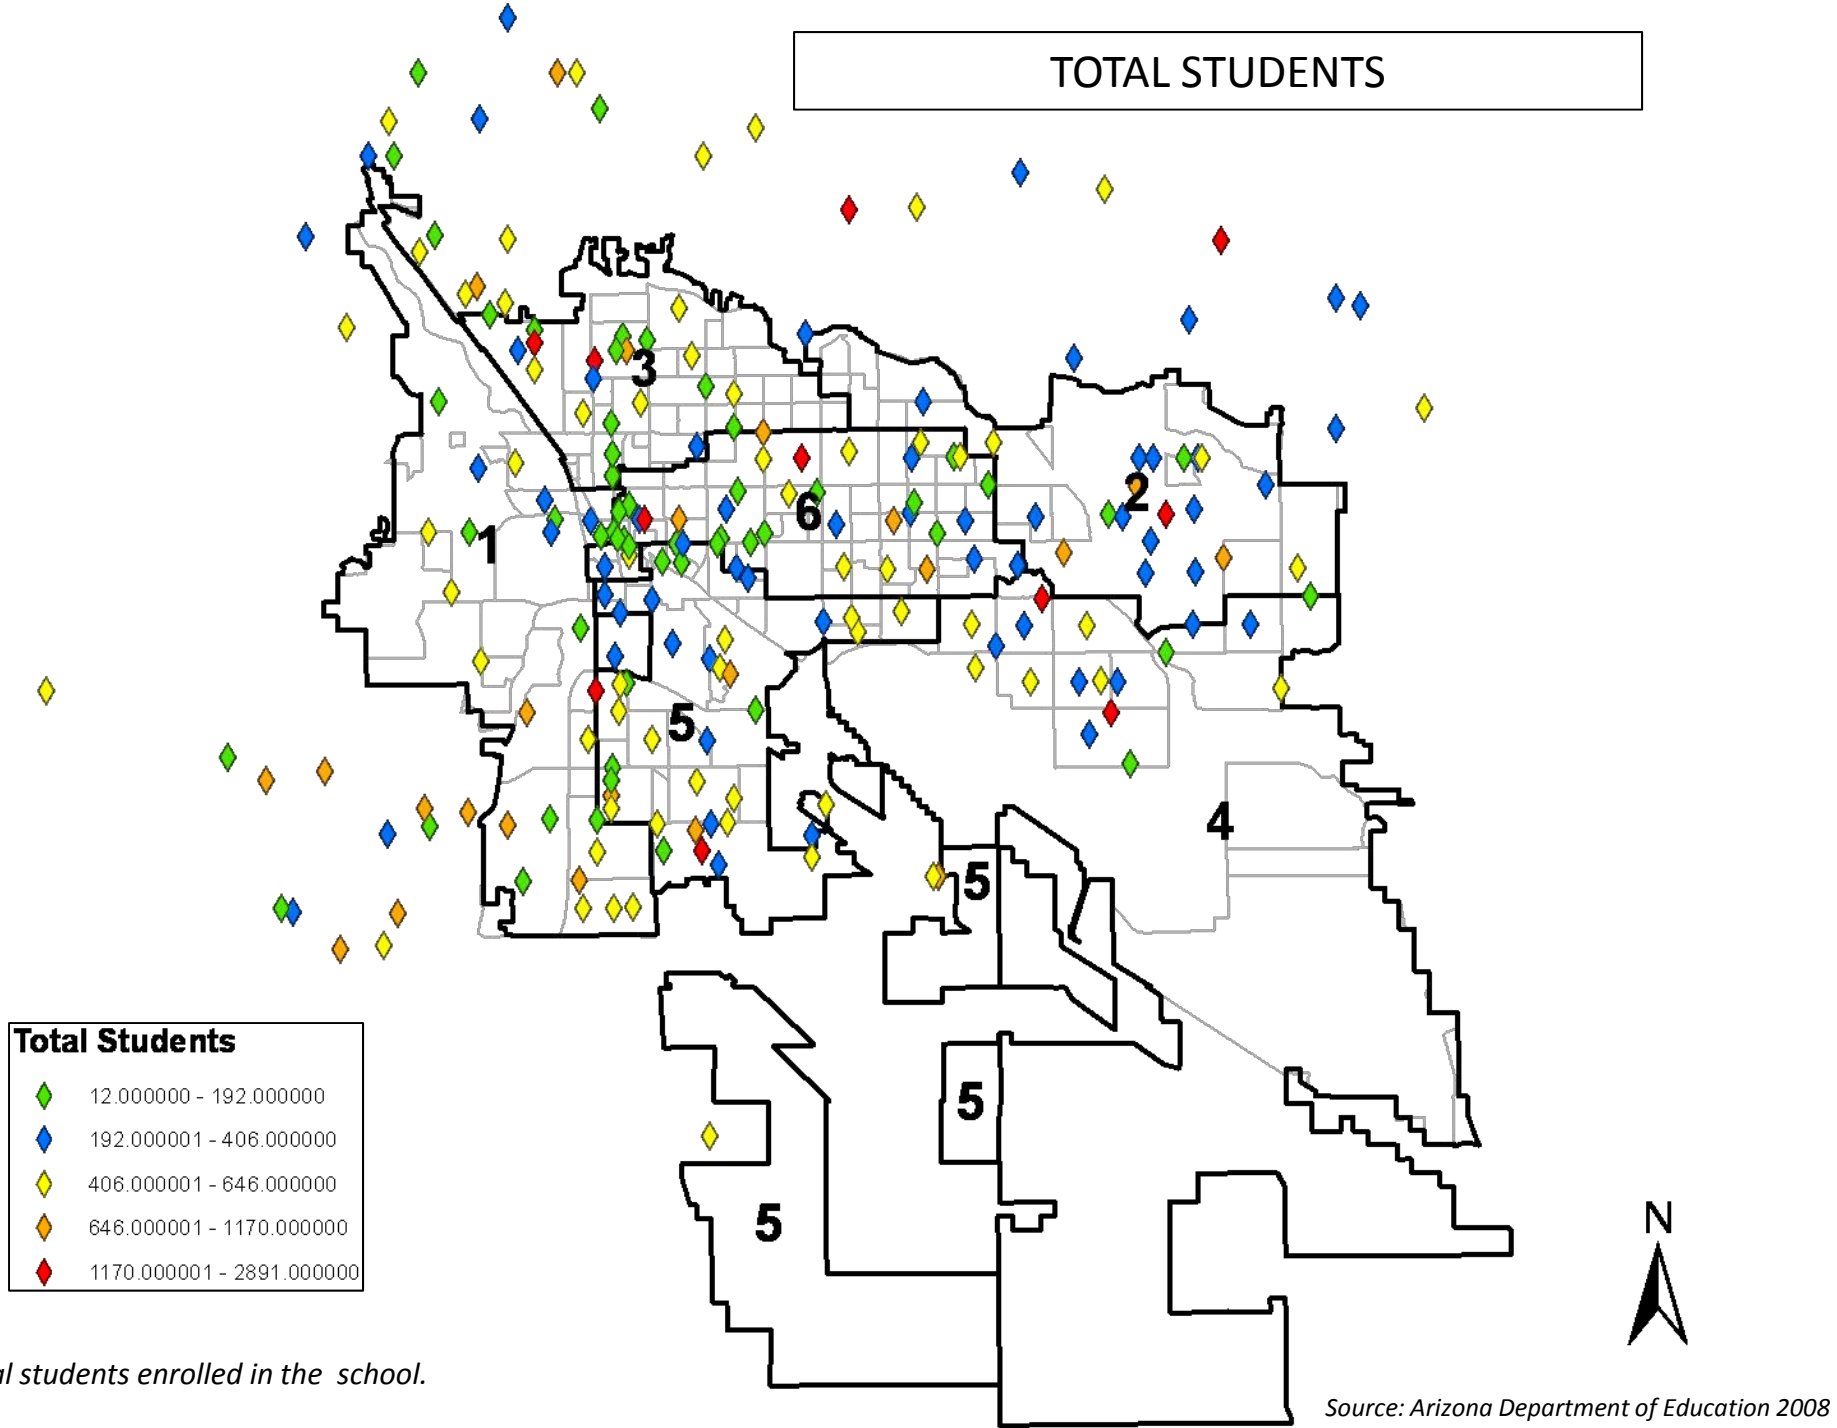 TOTAL STUDENTS
3
6
2
1
5
4
5
5
5
Total Students
12.000000 - 192.000000
192.000001 - 406.000000
406.000001 - 646.000000
646.000001 - 1170.000000
1170.000001 - 2891.000000
N
students enrolled in the school.
Source: Arizona Department of Education 2008